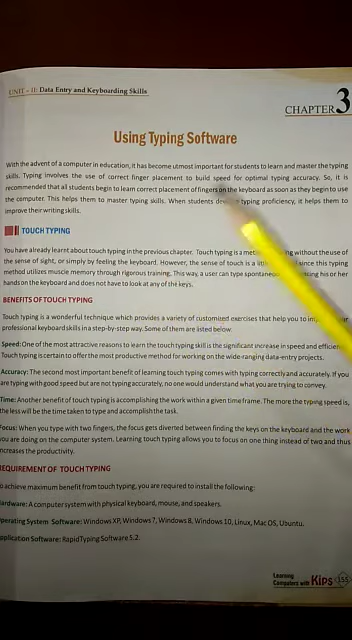 UNIT - II: Data Entry and Keyboarding Skills
CHAPTER 3
Using Typing Software
With the advent of a computer in education, it has become utmost important for students to learn and master the typing
skills. Typing involves the use of correct finger placement to build speed for optimal typing accuracy. So, it is
recommended that all students begin to learn correct placement of fingers on the keyboard as soon as they begin to use
the computer. This helps them to master typing skills. When students typing proficiency, it helps them to
improve their writing skills.
TOUCH TYPING
You have already learnt about touch typing in the previous chapter. Touch typing is a without the use of
the sense of sight, or simply by feeling the keyboard. However, the sense of touch is a since this typing
method utilizes muscle memory through rigorous training. This way, a user can type his or her
hands on the keyboard and does not have to look at any of the keys.
BENEFITS OF TOUCH TYPING
Touch typing is a wonderful technique which provides a variety of customized exercises that help you to
professional keyboard skills in a step-by-step way. Some of them are listed below:
Speed: One of the most attractive reasons to learn the touch typing skill is the significant increase in speed and
Touch typing is certain to offer the most productive method for working on the wide-ranging data-entry projects.
Accuracy: The second most important benefit of learning touch typing comes with typing correctly and accurately. If you
are typing with good speed but are not typing accurately, no one would understand what you are trying to convey.
Time: Another benefit of touch typing is accomplishing the work within a given time frame. The more the typing speed is,
the less will be the time taken to type and accomplish the task.
Focus: When you type with two fingers, the focus gets diverted between finding the keys on the keyboard and the work
you are doing on the computer system. Learning touch typing allows you to focus on one thing instead of two and thus
ncreases the productivity.
REQUIREMENT OF TOUCH TYPING
o achieve maximum benefit from touch typing, you are required to install the following:
ardware: A computer system with physical keyboard, mouse, and speakers.
perating System Software: Windows XP, Windows 7, Windows 8, Windows 10, Linux, Mac OS, Ubuntu.
pplication Software: RapidTyping Software 5.2.
Learning
Computers with Kips 155